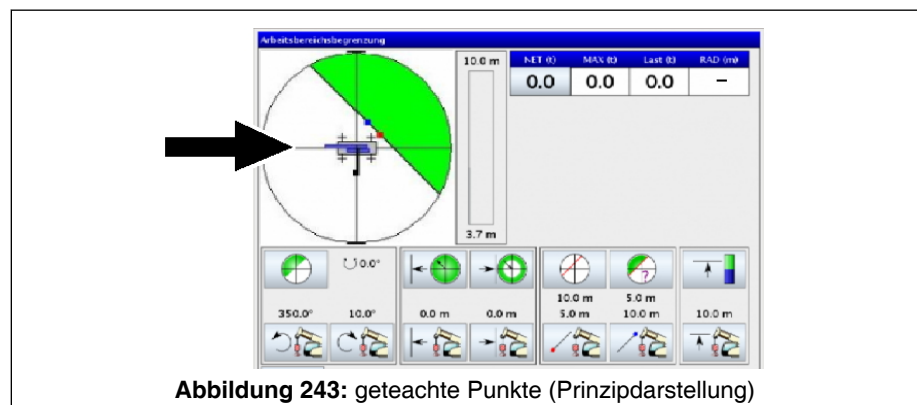 Arbeitsbereichsbegrenzung
10.0 m
NET (t) MAX (t) Last (t) RAD (m)
0.0 0.0 0.0 –
3.7 m
0.0°
?
10.0 m 5.0 m
350.0° 10.0° 0.0 m 0.0 m 5.0 m 10.0 m 10.0 m
Abbildung 243: geteachte Punkte (Prinzipdarstellung)